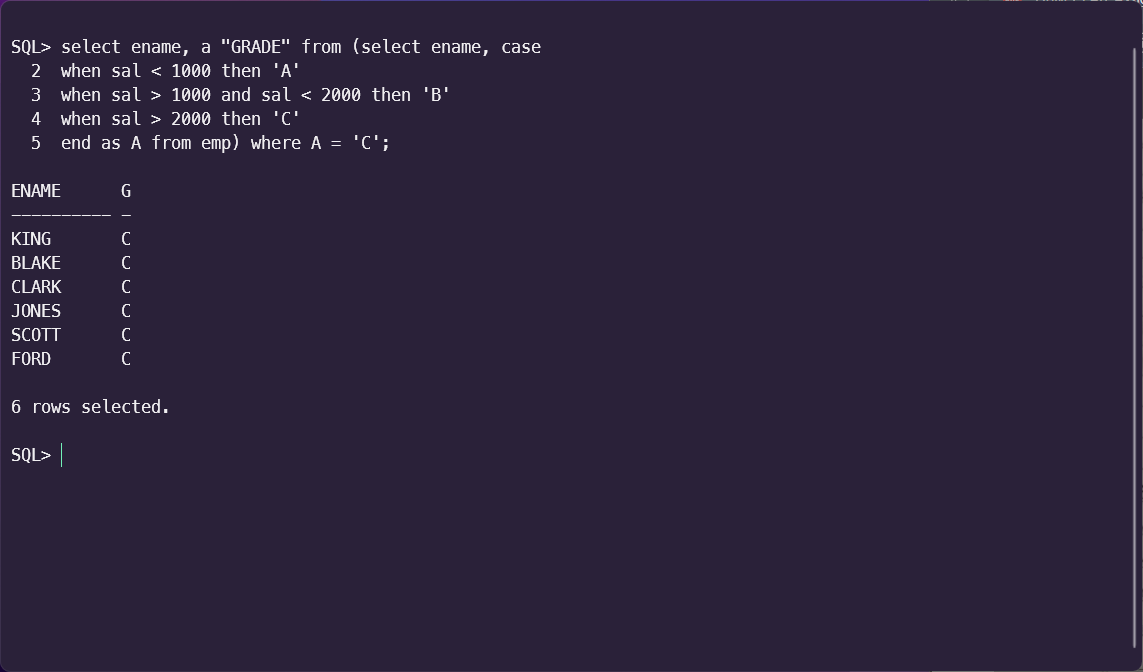 SQL> select ename, a "GRADE" from (select ename, case
  2  when sal < 1000 then 'A'
  3  when sal > 1000 and sal < 2000 then 'B'
  4  when sal > 2000 then 'C'
  5  end as A from emp) where A = 'C';
ENAME      G
---------- -
KING       C
BLAKE      C
CLARK      C
JONES      C
SCOTT      C
FORD       C
6 rows selected.
SQL>